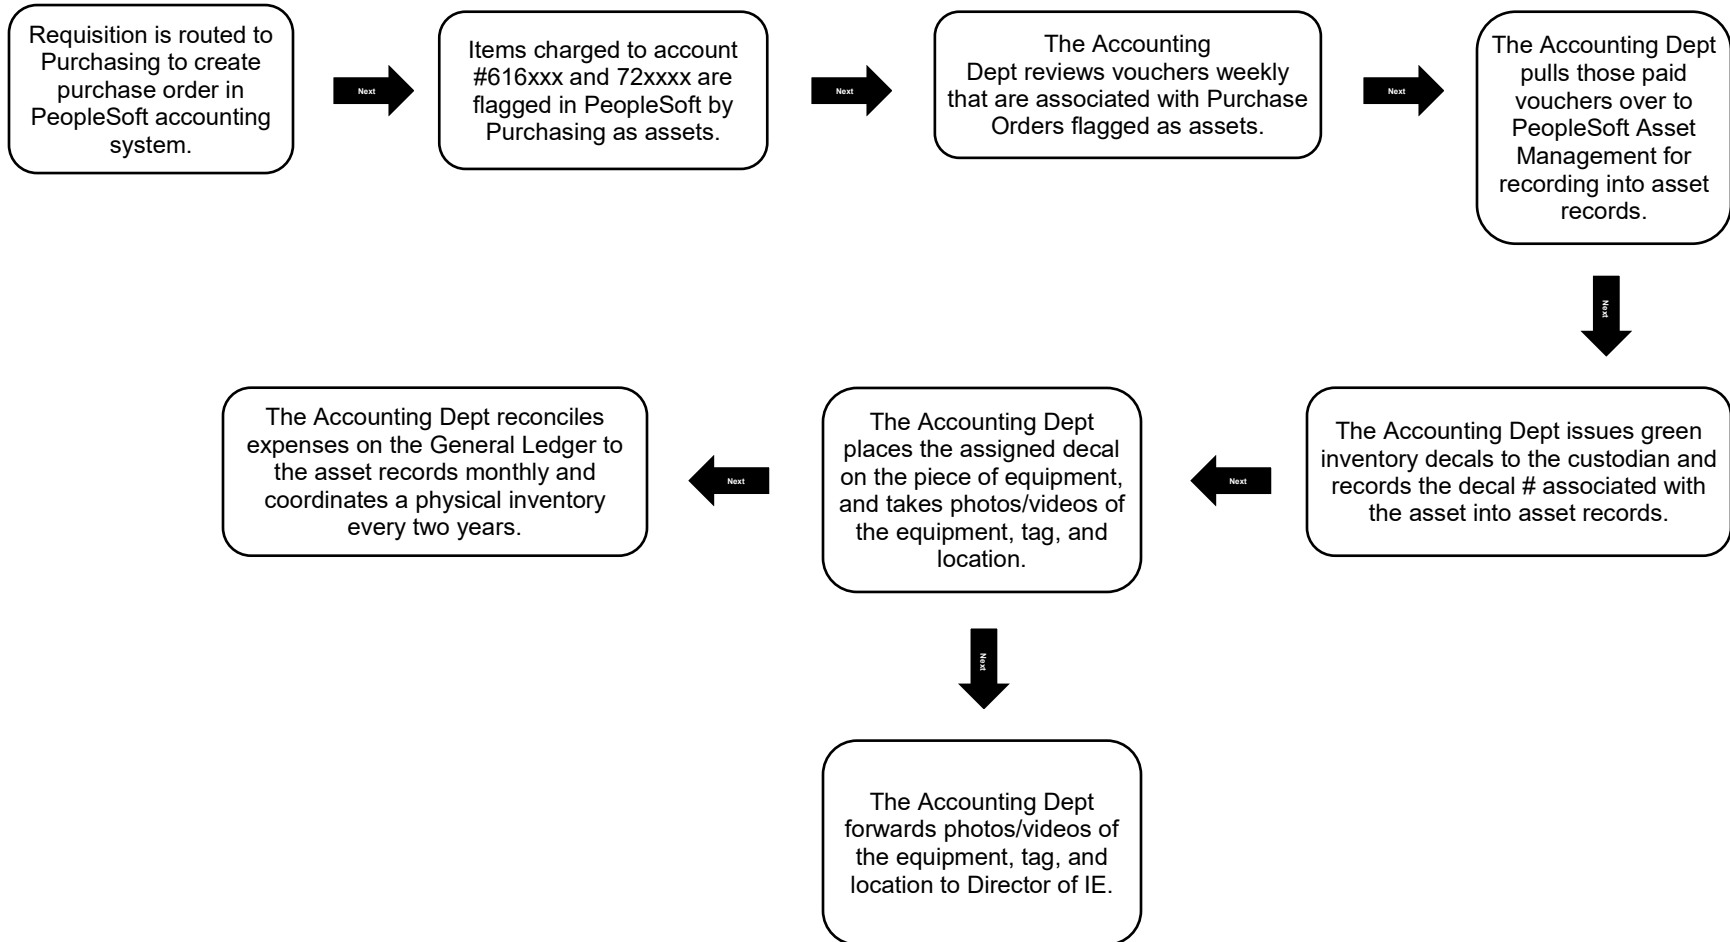 Requisition is routed to
Purchasing to create
purchase order in
PeopleSoft accounting
system.
Next
Items charged to account
#616xxx and 72xxxx are
flagged in PeopleSoft by
Purchasing as assets.
Next
The Accounting
Dept reviews vouchers weekly
that are associated with Purchase
Orders flagged as assets.
Next
The Accounting Dept
pulls those paid
vouchers over to
PeopleSoft Asset
Management for
recording into asset
records.
Next
The Accounting Dept issues green
inventory decals to the custodian and
records the decal # associated with
the asset into asset records.
Next
The Accounting Dept
places the assigned decal
on the piece of equipment,
and takes photos/videos of
the equipment, tag, and
location.
Next
The Accounting Dept reconciles
expenses on the General Ledger to
the asset records monthly and
coordinates a physical inventory
every two years.
Next
The Accounting Dept
forwards photos/videos of
the equipment, tag, and
location to Director of IE.